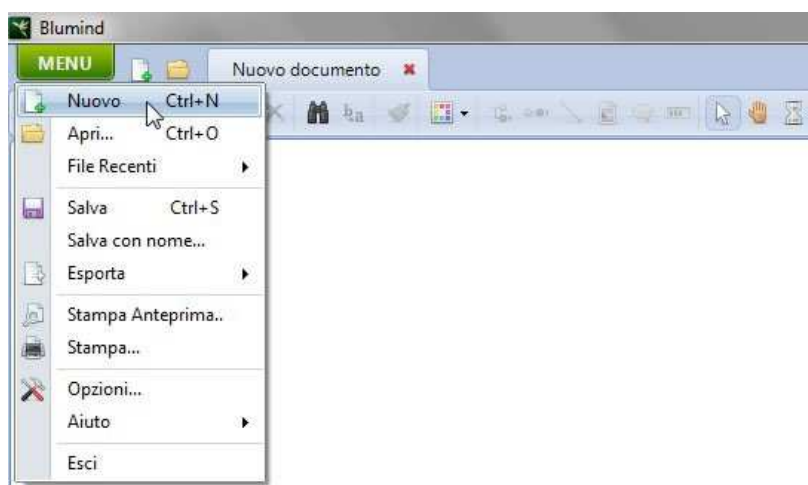 Blumind
MENU
Nuovo documento
Nuovo Ctrl+N
Apri... Ctrl+O
File Recenti
Salva Ctrl+S
Salva con nome...
Esporta
Stampa Anteprima..
Stampa...
Opzioni...
Aiuto
Esci